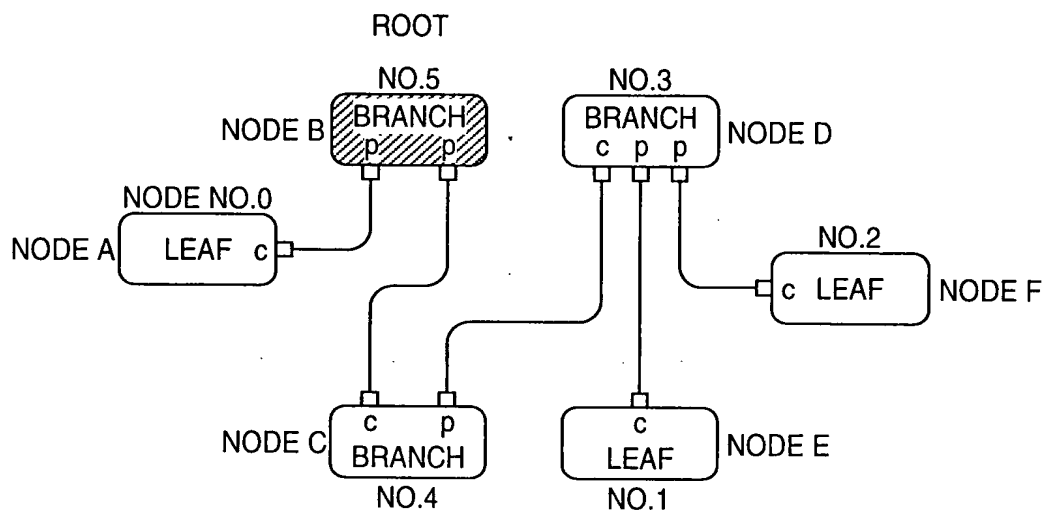 ROOT
NO.5
NO.3
NODE B
BRANCH
p p
BRANCH
c p p
NODE D
NODE NO.0
NODE A
LEAF c
NO.2
c LEAF
NODE F
NODE C
c p
BRANCH
NO.4
c
LEAF
NODE E
NO.1